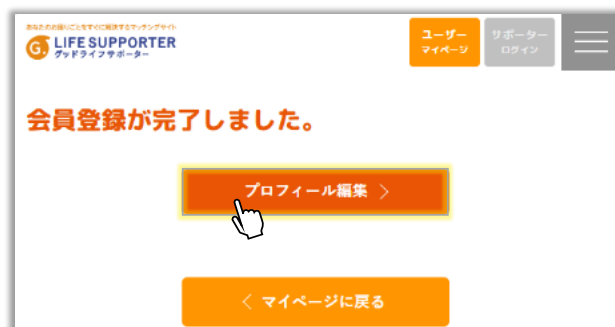 あなたのお困りごとをすぐに解決するマッチングサイト
G. LIFE SUPPORTER
グッドライフサポーター
ユーザー
マイページ
サポーター
ログイン
会員登録が完了しました。
プロフィール編集 〉
〈 マイページに戻る